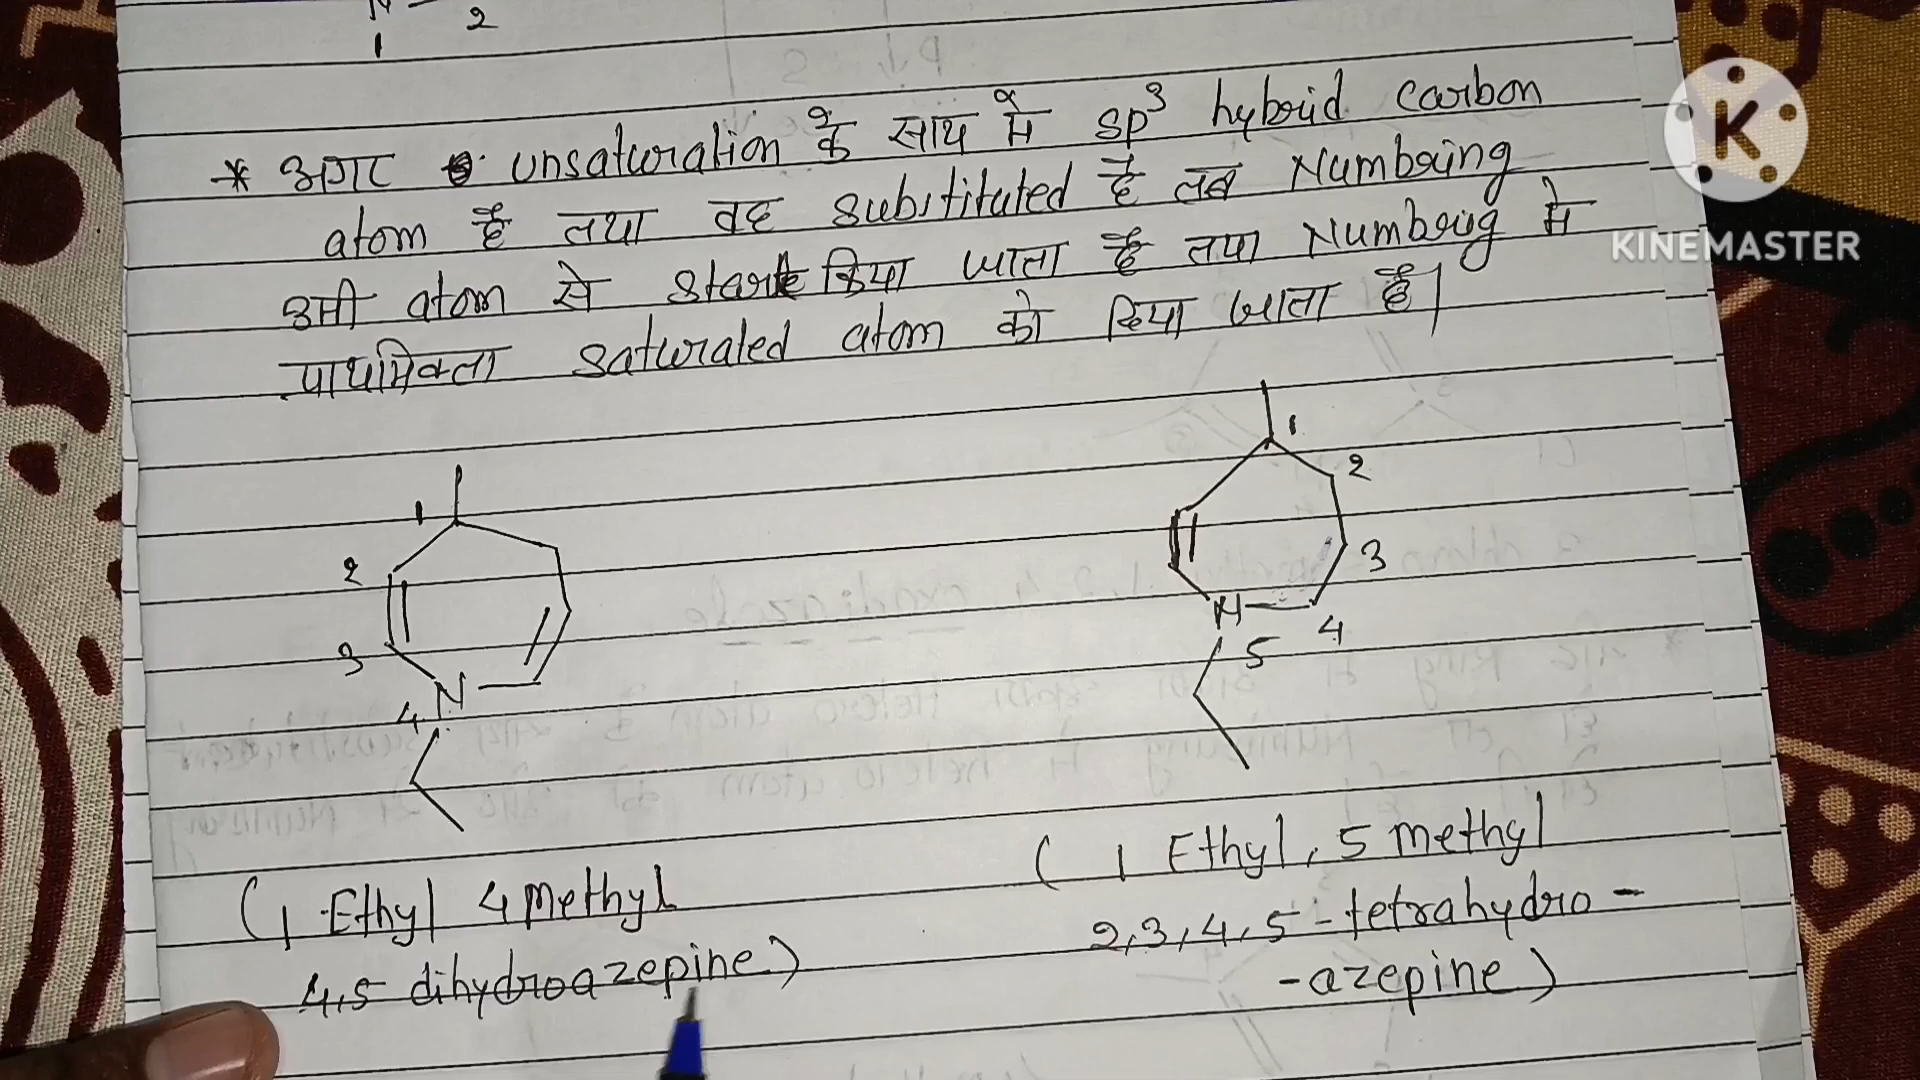 N
2
1
* अगर unsaturation के साथ मे sp³ hybrid carbon
atom है तथा वह substituted है तब Numbering
उसी atom से start किया जाता है तथा Numbering मे
प्राथमिकता saturated atom को दिया जाता है।
K
KINEMASTER
1
2
3
4 N
1
2
3
N 4
5
(1-Ethyl 4 Methyl
4,5 dihydroazepine)
( 1 Ethyl, 5 methyl
2,3,4,5-tetrahydro-
-azepine)